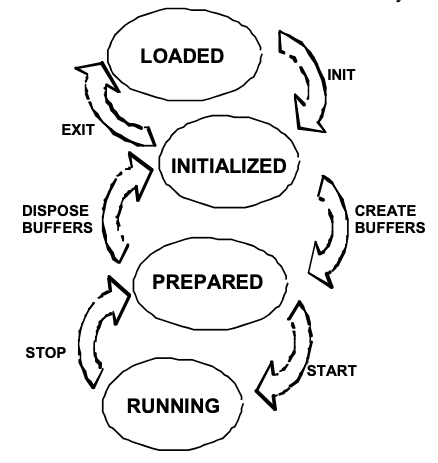 LOADED
INIT
EXIT
INITIALIZED
DISPOSE
BUFFERS
CREATE
BUFFERS
PREPARED
STOP
START
RUNNING